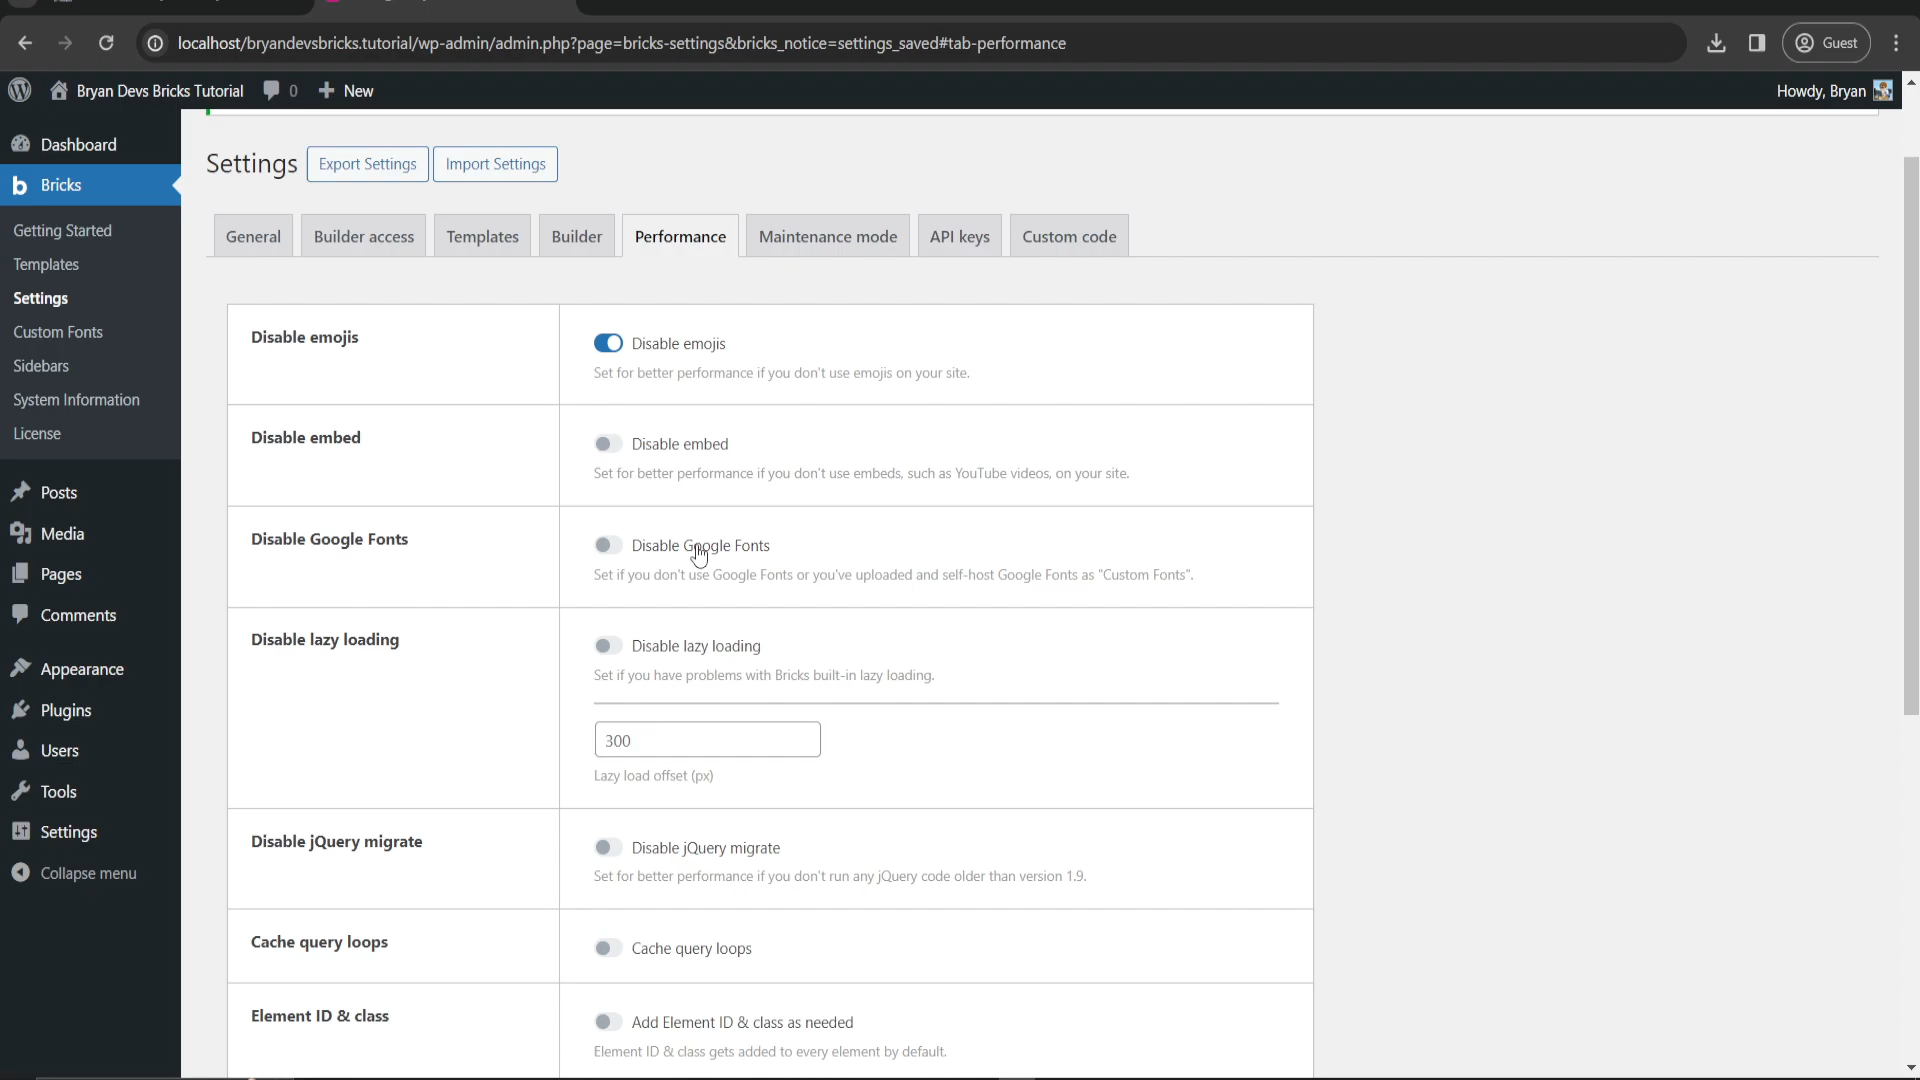 localhost/bryandevsbricks.tutorial/wp-admin/admin.php?page=bricks-settings&bricks_notice=settings_saved#tab-performance
Guest
Bryan Devs Bricks Tutorial
0
New
Howdy, Bryan
Dashboard
Bricks
Getting Started
Templates
Settings
Custom Fonts
Sidebars
System Information
License
Posts
Media
Pages
Comments
Appearance
Plugins
Users
Tools
Settings
Collapse menu
Settings
Export Settings
Import Settings
General
Builder access
Templates
Builder
Performance
Maintenance mode
API keys
Custom code
Disable emojis
Disable emojis
Set for better performance if you don't use emojis on your site.
Disable embed
Disable embed
Set for better performance if you don't use embeds, such as YouTube videos, on your site.
Disable Google Fonts
Disable Google Fonts
Set if you don't use Google Fonts or you've uploaded and self-host Google Fonts as "Custom Fonts".
Disable lazy loading
Disable lazy loading
Set if you have problems with Bricks built-in lazy loading.
300
Lazy load offset (px)
Disable jQuery migrate
Disable jQuery migrate
Set for better performance if you don't run any jQuery code older than version 1.9.
Cache query loops
Cache query loops
Element ID & class
Add Element ID & class as needed
Element ID & class gets added to every element by default.